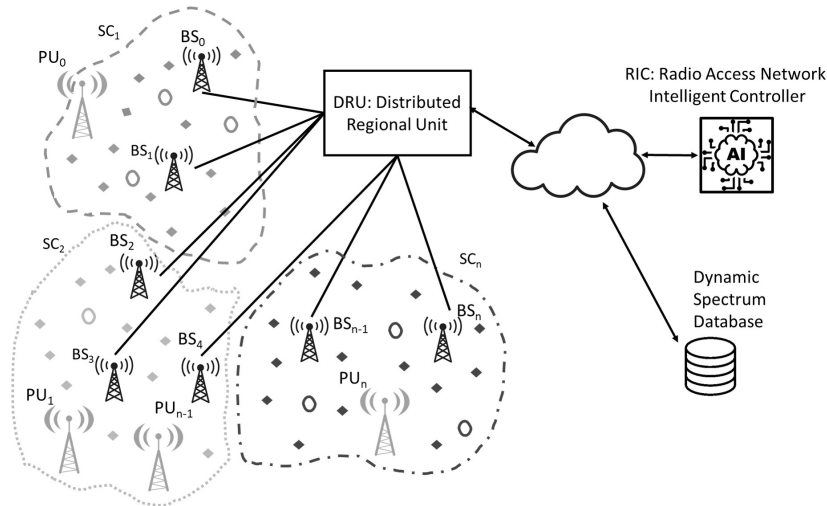 SC1
BS0
PU0
DRU: Distributed
Regional Unit
RIC: Radio Access Network
Intelligent Controller
AI
BS1
SC2
BS2
SCn
Dynamic
Spectrum
Database
BS3
BS4
BSn-1
BSn
PU1
PUn-1
PUn